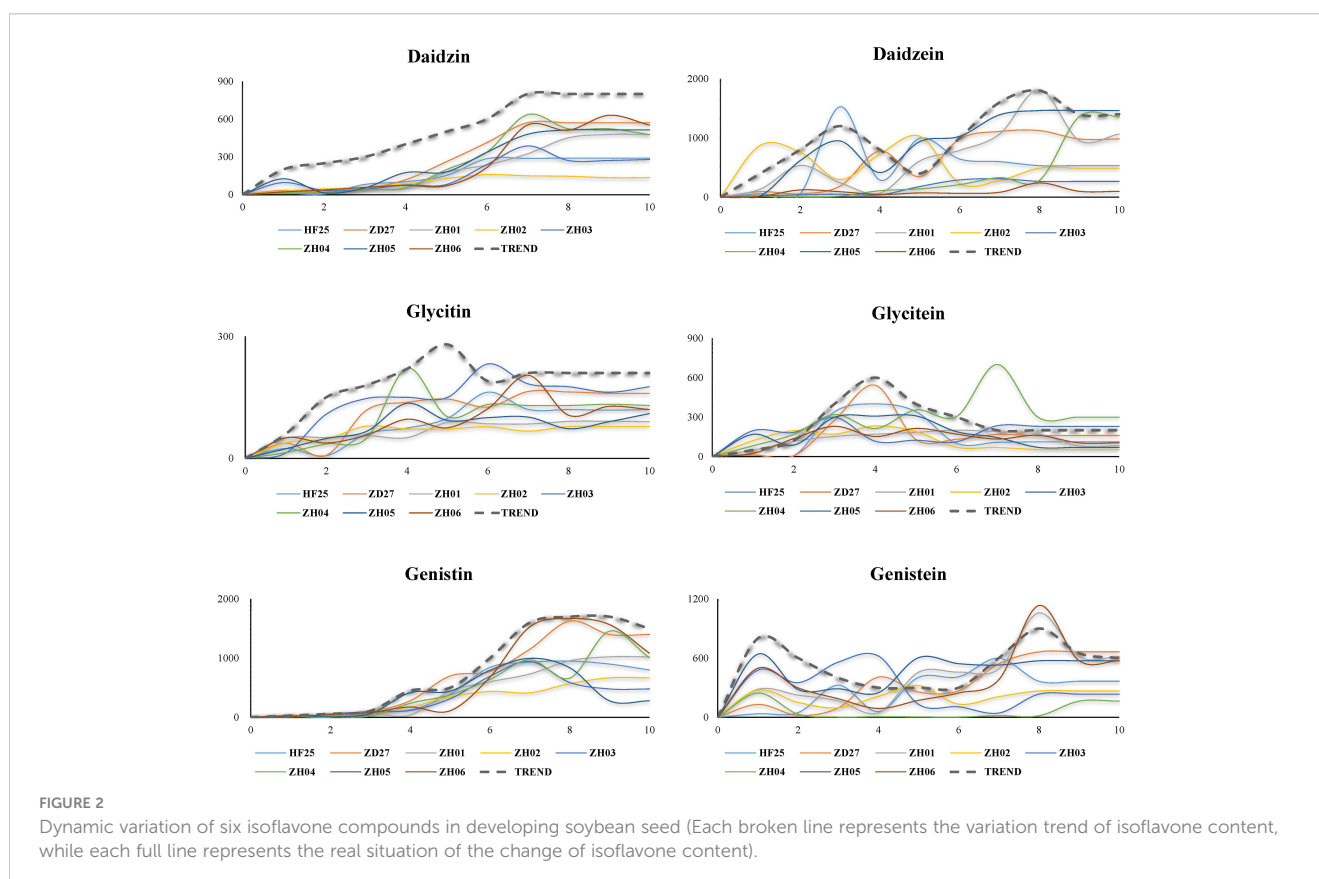 Daidzin
900
600
300
0
0 2 4 6 8 10
HF25 ZD27 ZH01 ZH02 ZH03
ZH04 ZH05 ZH06 TREND
Daidzein
2000
1000
0
0 2 4 6 8 10
HF25 ZD27 ZH01 ZH02 ZH03
ZH04 ZH05 ZH06 TREND
Glycitin
300
0
0 2 4 6 8 10
HF25 ZD27 ZH01 ZH02 ZH03
ZH04 ZH05 ZH06 TREND
Glycitein
900
600
300
0
0 2 4 6 8 10
HF25 ZD27 ZH01 ZH02 ZH03
ZH04 ZH05 ZH06 TREND
Genistin
2000
1000
0
0 2 4 6 8 10
HF25 ZD27 ZH01 ZH02 ZH03
ZH04 ZH05 ZH06 TREND
Genistein
1200
600
0
0 2 4 6 8 10
HF25 ZD27 ZH01 ZH02 ZH03
ZH04 ZH05 ZH06 TREND
FIGURE 2
Dynamic variation of six isoflavone compounds in developing soybean seed (Each broken line represents the variation trend of isoflavone content,
while each full line represents the real situation of the change of isoflavone content).